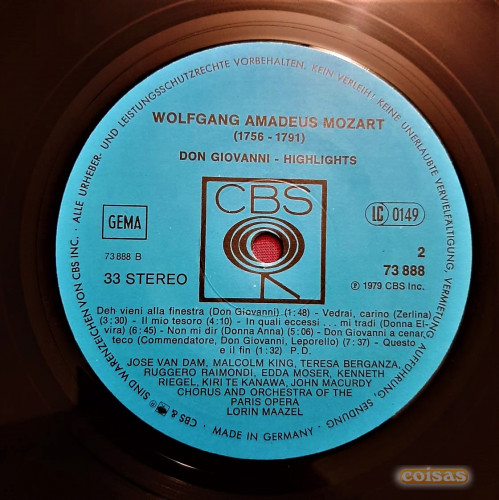 ALLE URHEBER- UND LEISTUNGSSCHUTZRECHTE VORBEHALTEN. KEIN VERLEIH! KEINE UNERLAUBTE VERVIELFÄLTIGUNG, VERMIETUNG, AUFFÜHRUNG, SENDUNG
WOLFGANG AMADEUS MOZART
(1756 - 1791)
DON GIOVANNI - HIGHLIGHTS
CBS
GEMA
LC 0149
73 888 B
2
73 888
33 STEREO
℗ 1979 CBS Inc.
Deh vieni alla finestra (Don Giovanni) (1:48) - Vedrai, carino (Zerlina)
(3:30) - Il mio tesoro (4:10) - In quali eccessi . . . mi tradi (Donna Elvira)
(6:45) - Non mi dir (Donna Anna) (5:06) - Don Giovanni a cenar
teco (Commendatore, Don Giovanni, Leporello) (7:37) - Questo
e il fin (1:32) P. D.
JOSE VAN DAM, MALCOLM KING, TERESA BERGANZA,
RUGGERO RAIMONDI, EDDA MOSER, KENNETH
RIEGEL, KIRI TE KANAWA, JOHN MACURDY
CHORUS AND ORCHESTRA OF THE
PARIS OPERA
LORIN MAAZEL
MADE IN GERMANY
CBS & SIND WARENZEICHEN VON CBS INC.
coisas